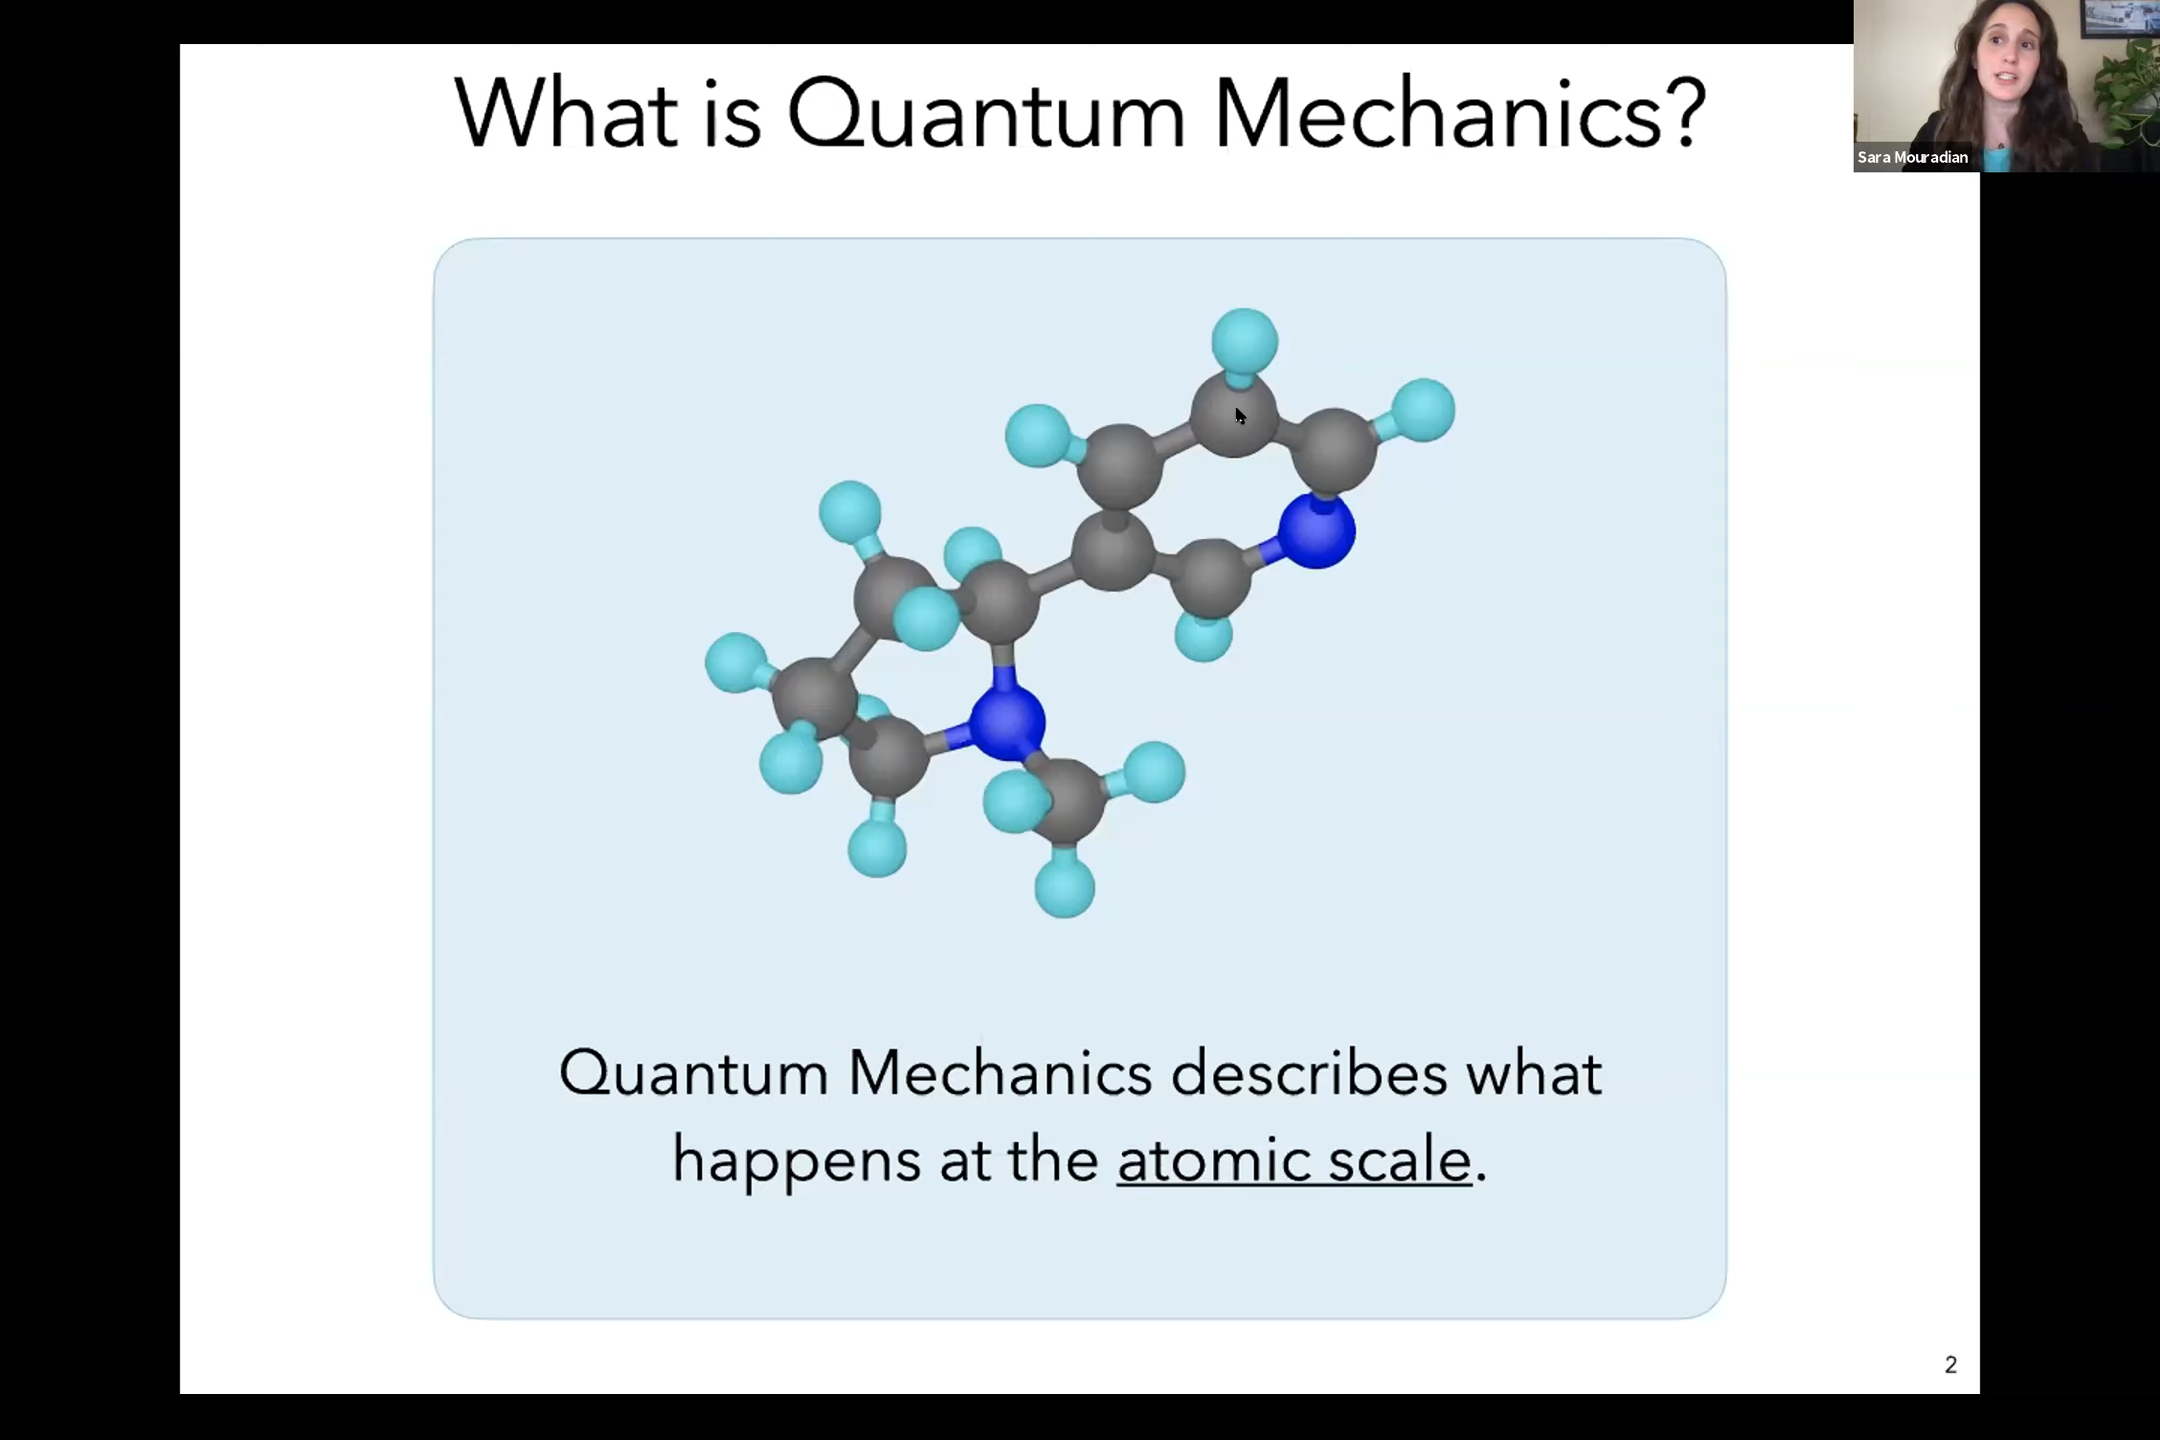 What is Quantum Mechanics?
Sara Mouradian
Quantum Mechanics describes what
happens at the atomic scale.
2